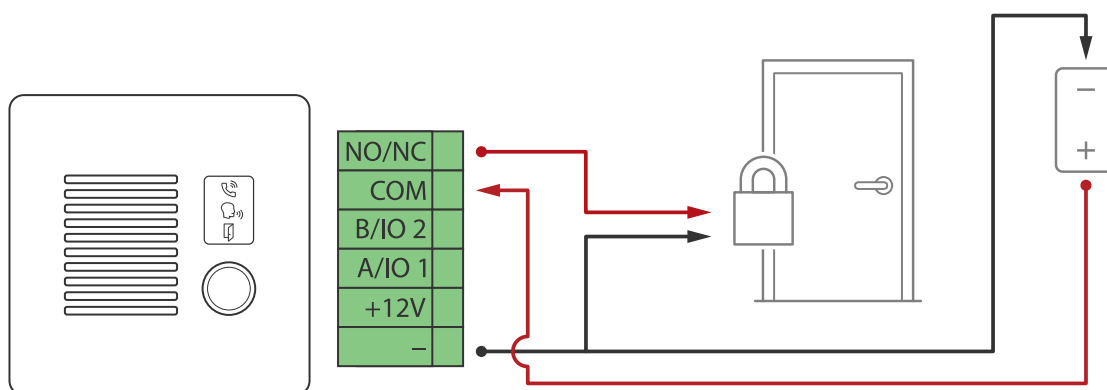 NO/NC
COM
B/IO 2
A/IO 1
+12V
–
–
+